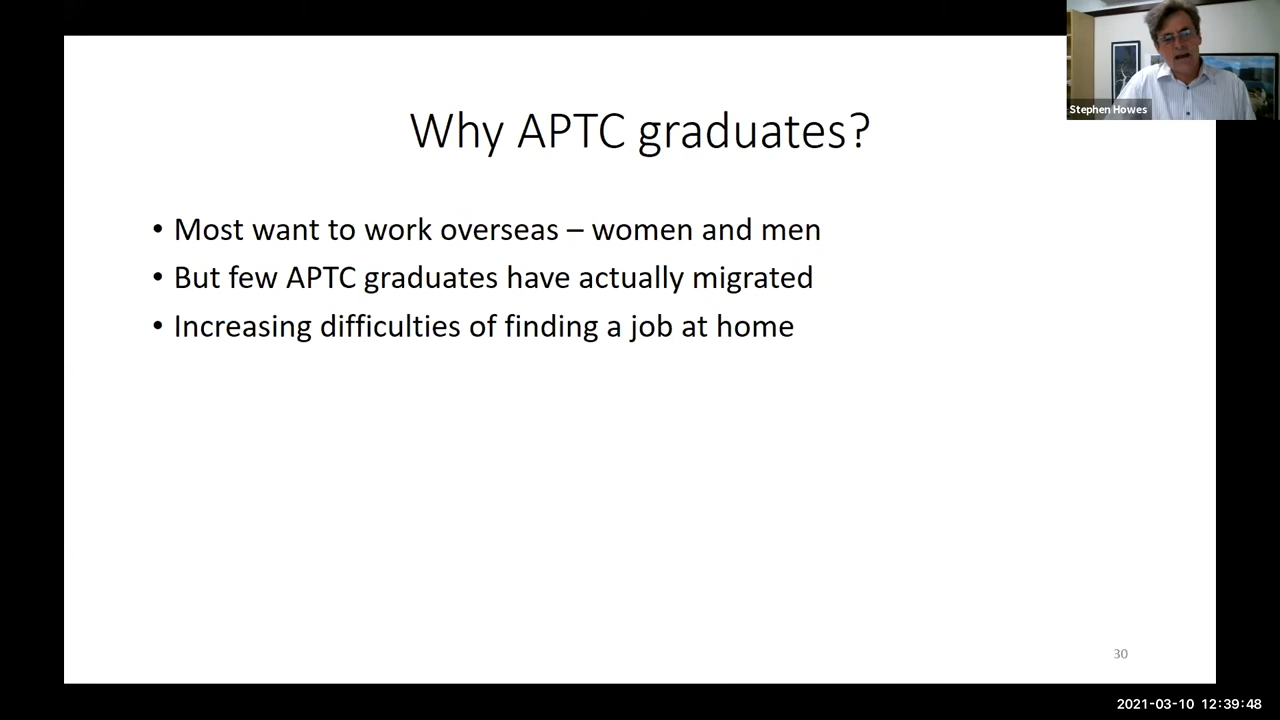 Stephen Howes
Why APTC graduates?
• Most want to work overseas – women and men
• But few APTC graduates have actually migrated
• Increasing difficulties of finding a job at home
30
2021-03-10 12:39:48